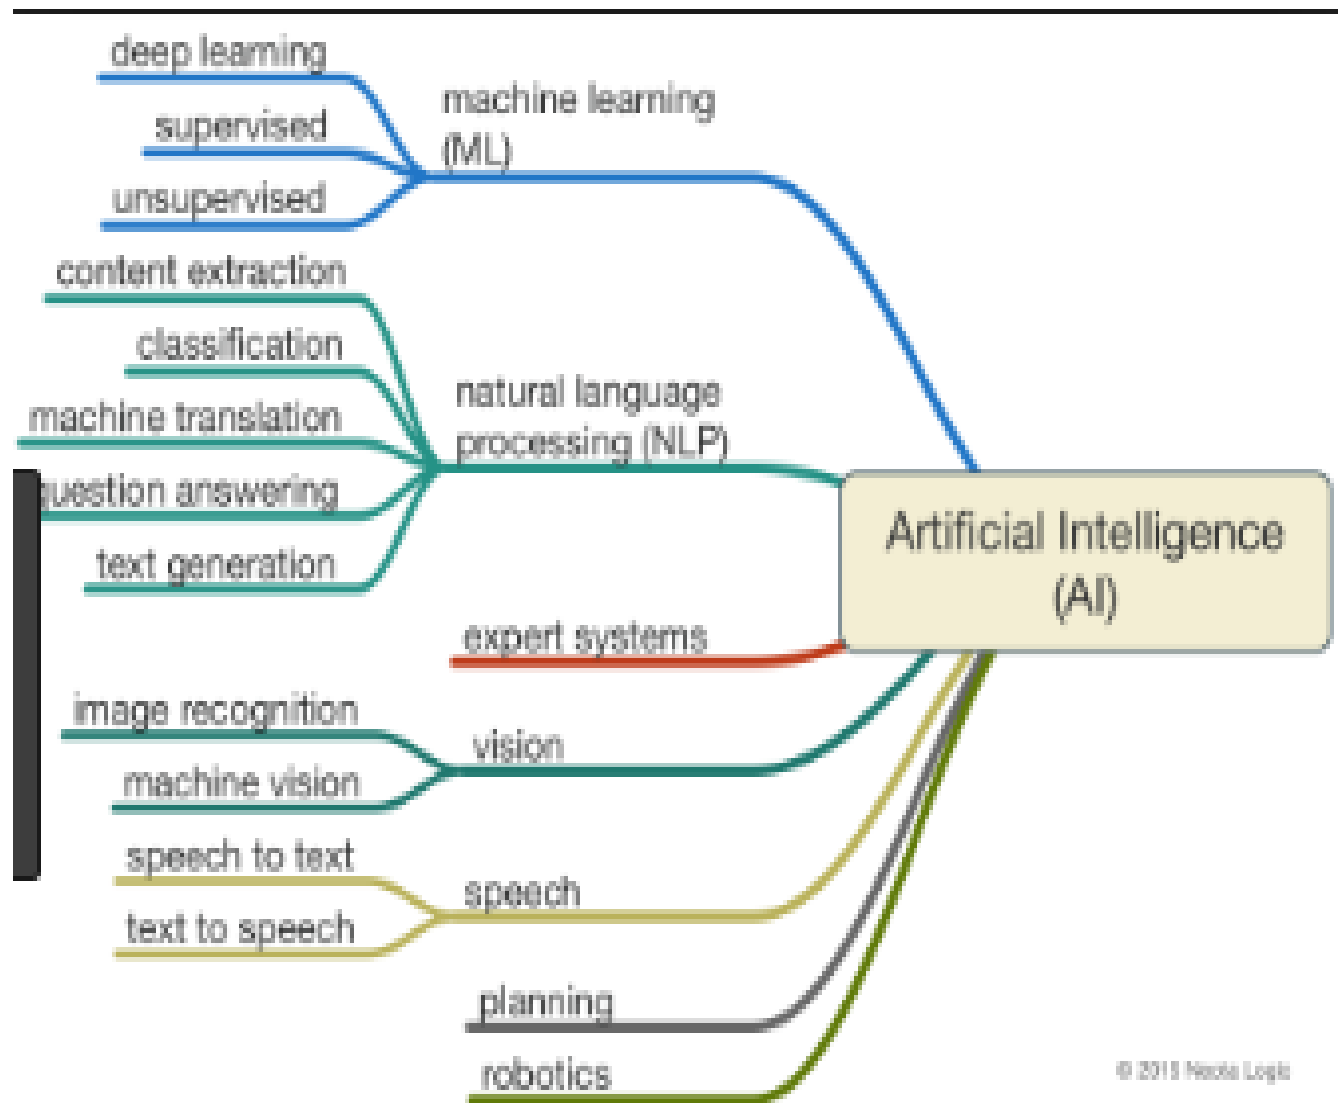 deep learning
machine learning
(ML)
supervised
unsupervised
content extraction
classification
natural language
processing (NLP)
machine translation
question answering
text generation
Artificial Intelligence
(AI)
expert systems
image recognition
vision
machine vision
speech to text
speech
text to speech
planning
robotics
© Logic